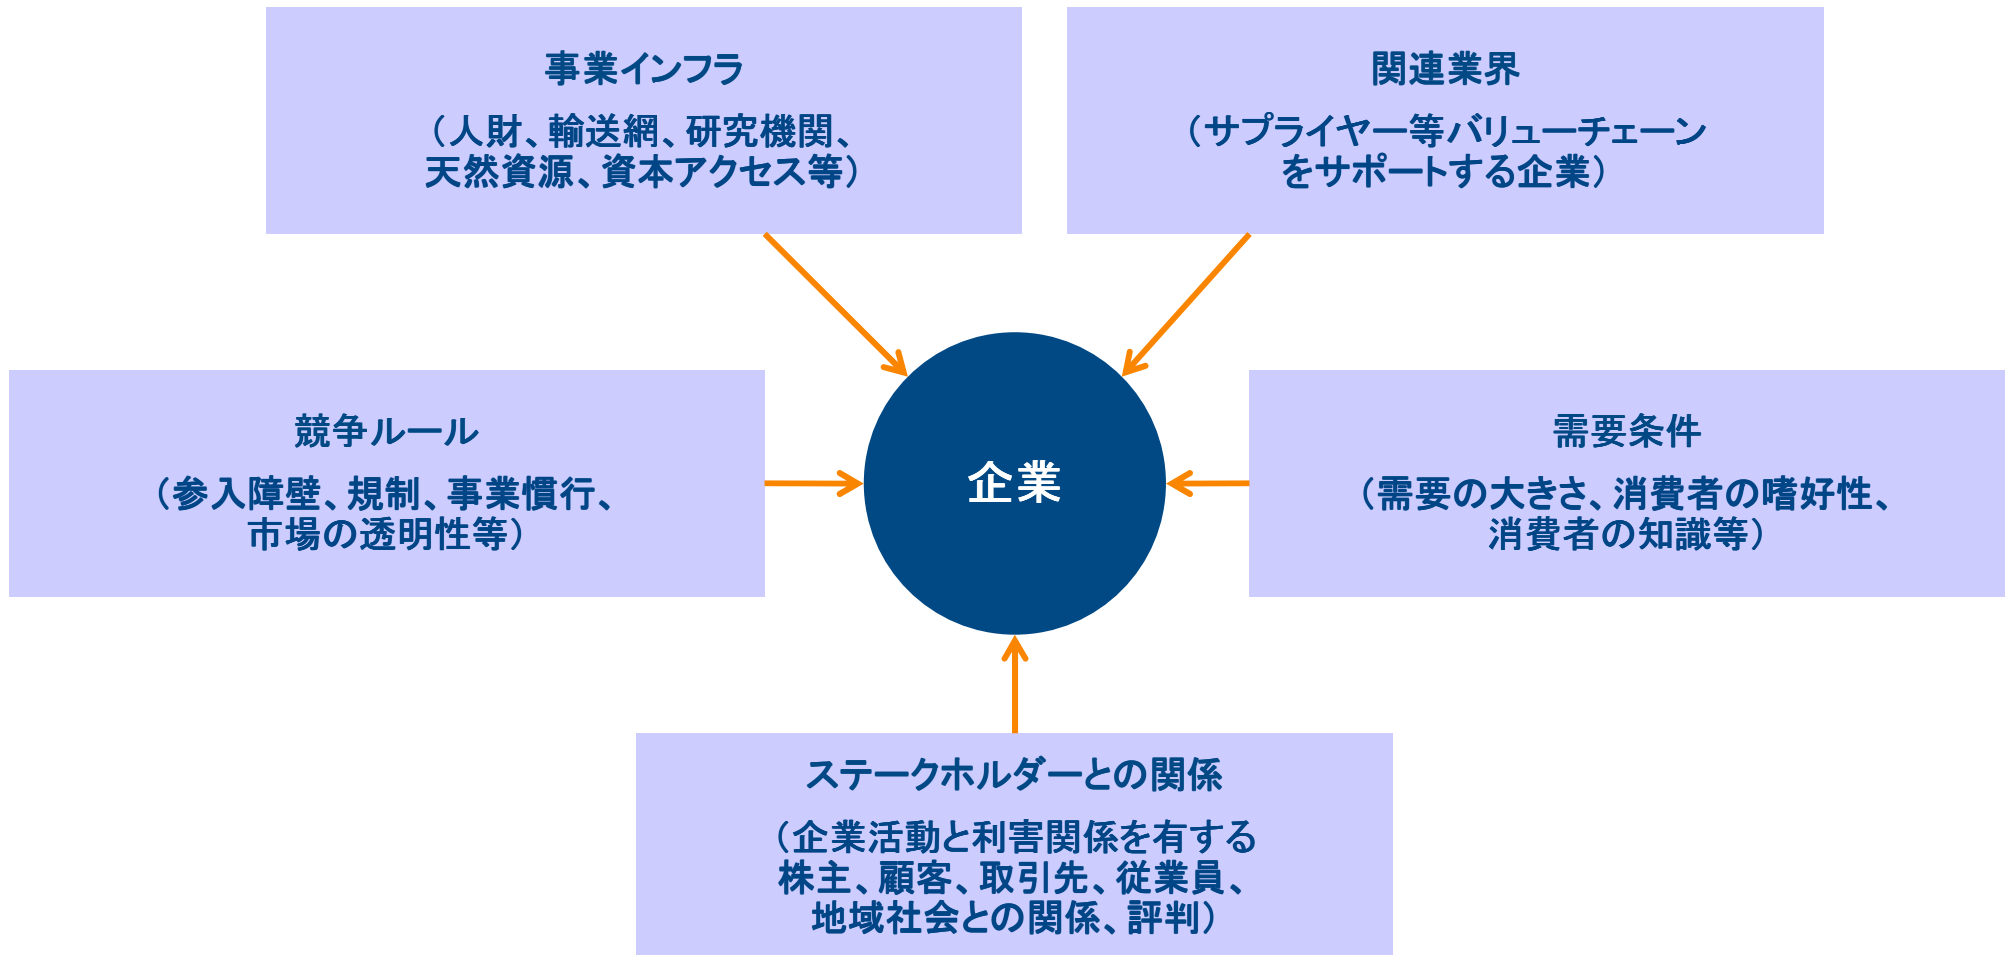 事業インフラ
（人財、輸送網、研究機関、
天然資源、資本アクセス等）
関連業界
（サプライヤー等バリューチェーン
をサポートする企業）
競争ルール
（参入障壁、規制、事業慣行、
市場の透明性等）
企業
需要条件
（需要の大きさ、消費者の嗜好性、
消費者の知識等）
ステークホルダーとの関係
（企業活動と利害関係を有する
株主、顧客、取引先、従業員、
地域社会との関係、評判）